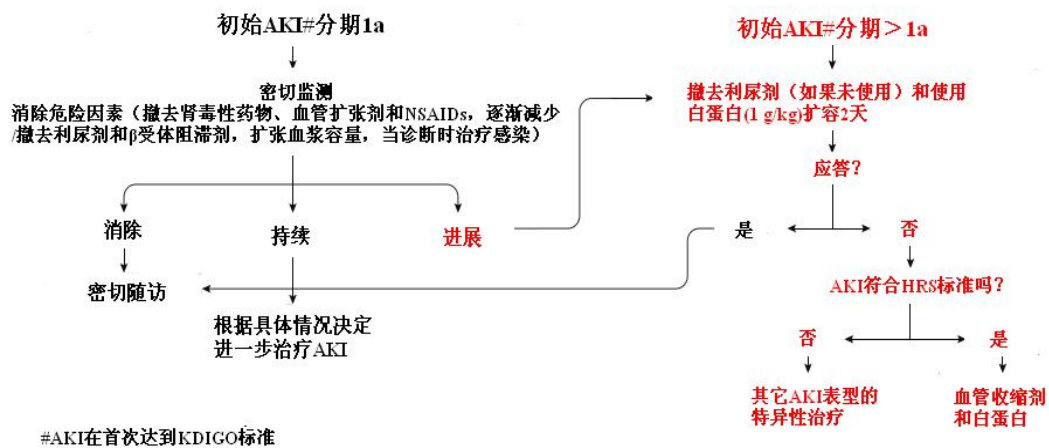 初始AKI#分期1a
密切监测
消除危险因素（撤去肾毒性药物、血管扩张剂和NSAIDs，逐渐减少
/撤去利尿剂和β受体阻滞剂，扩张血浆容量，当诊断时治疗感染）
消除
持续
进展
密切随访
根据具体情况决定
进一步治疗AKI
初始AKI#分期＞1a
撤去利尿剂（如果未使用）和使用
白蛋白(1 g/kg)扩容2天
应答？
是
否
AKI符合HRS标准吗？
否
是
其它AKI表型的
特异性治疗
血管收缩剂
和白蛋白
#AKI在首次达到KDIGO标准